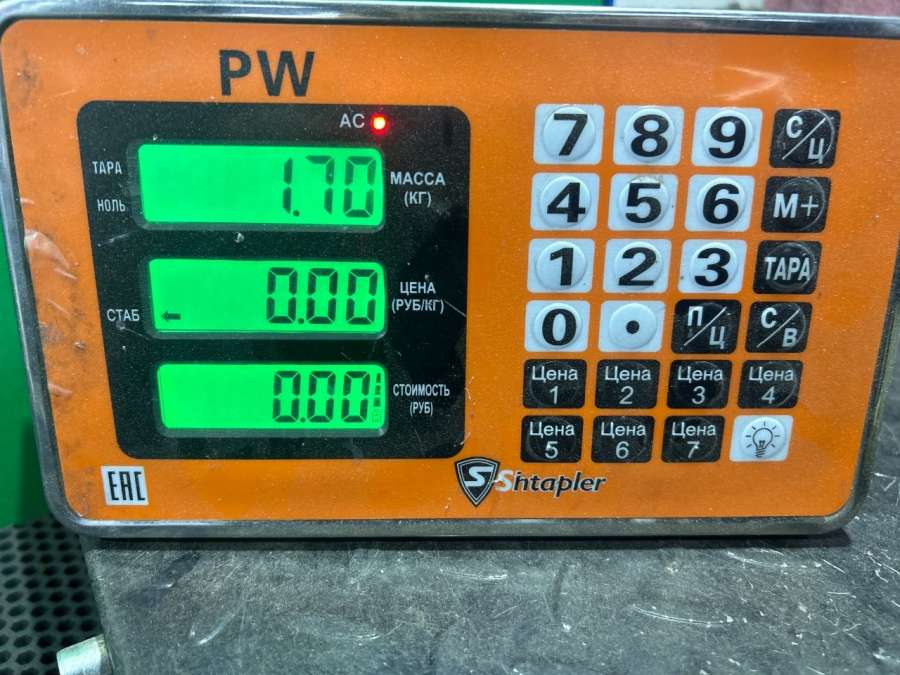 PW
AC
ТАРА
НОЛЬ
1.70
МАССА
(КГ)
СТАБ
0.00
ЦЕНА
(РУБ/КГ)
0.00
СТОИМОСТЬ
(РУБ)
7 8 9 С/Ц
4 5 6 М+
1 2 3 ТАРА
0 . П/Ц С/В
Цена 1 Цена 2 Цена 3 Цена 4
Цена 5 Цена 6 Цена 7
EAC
S Shtapler